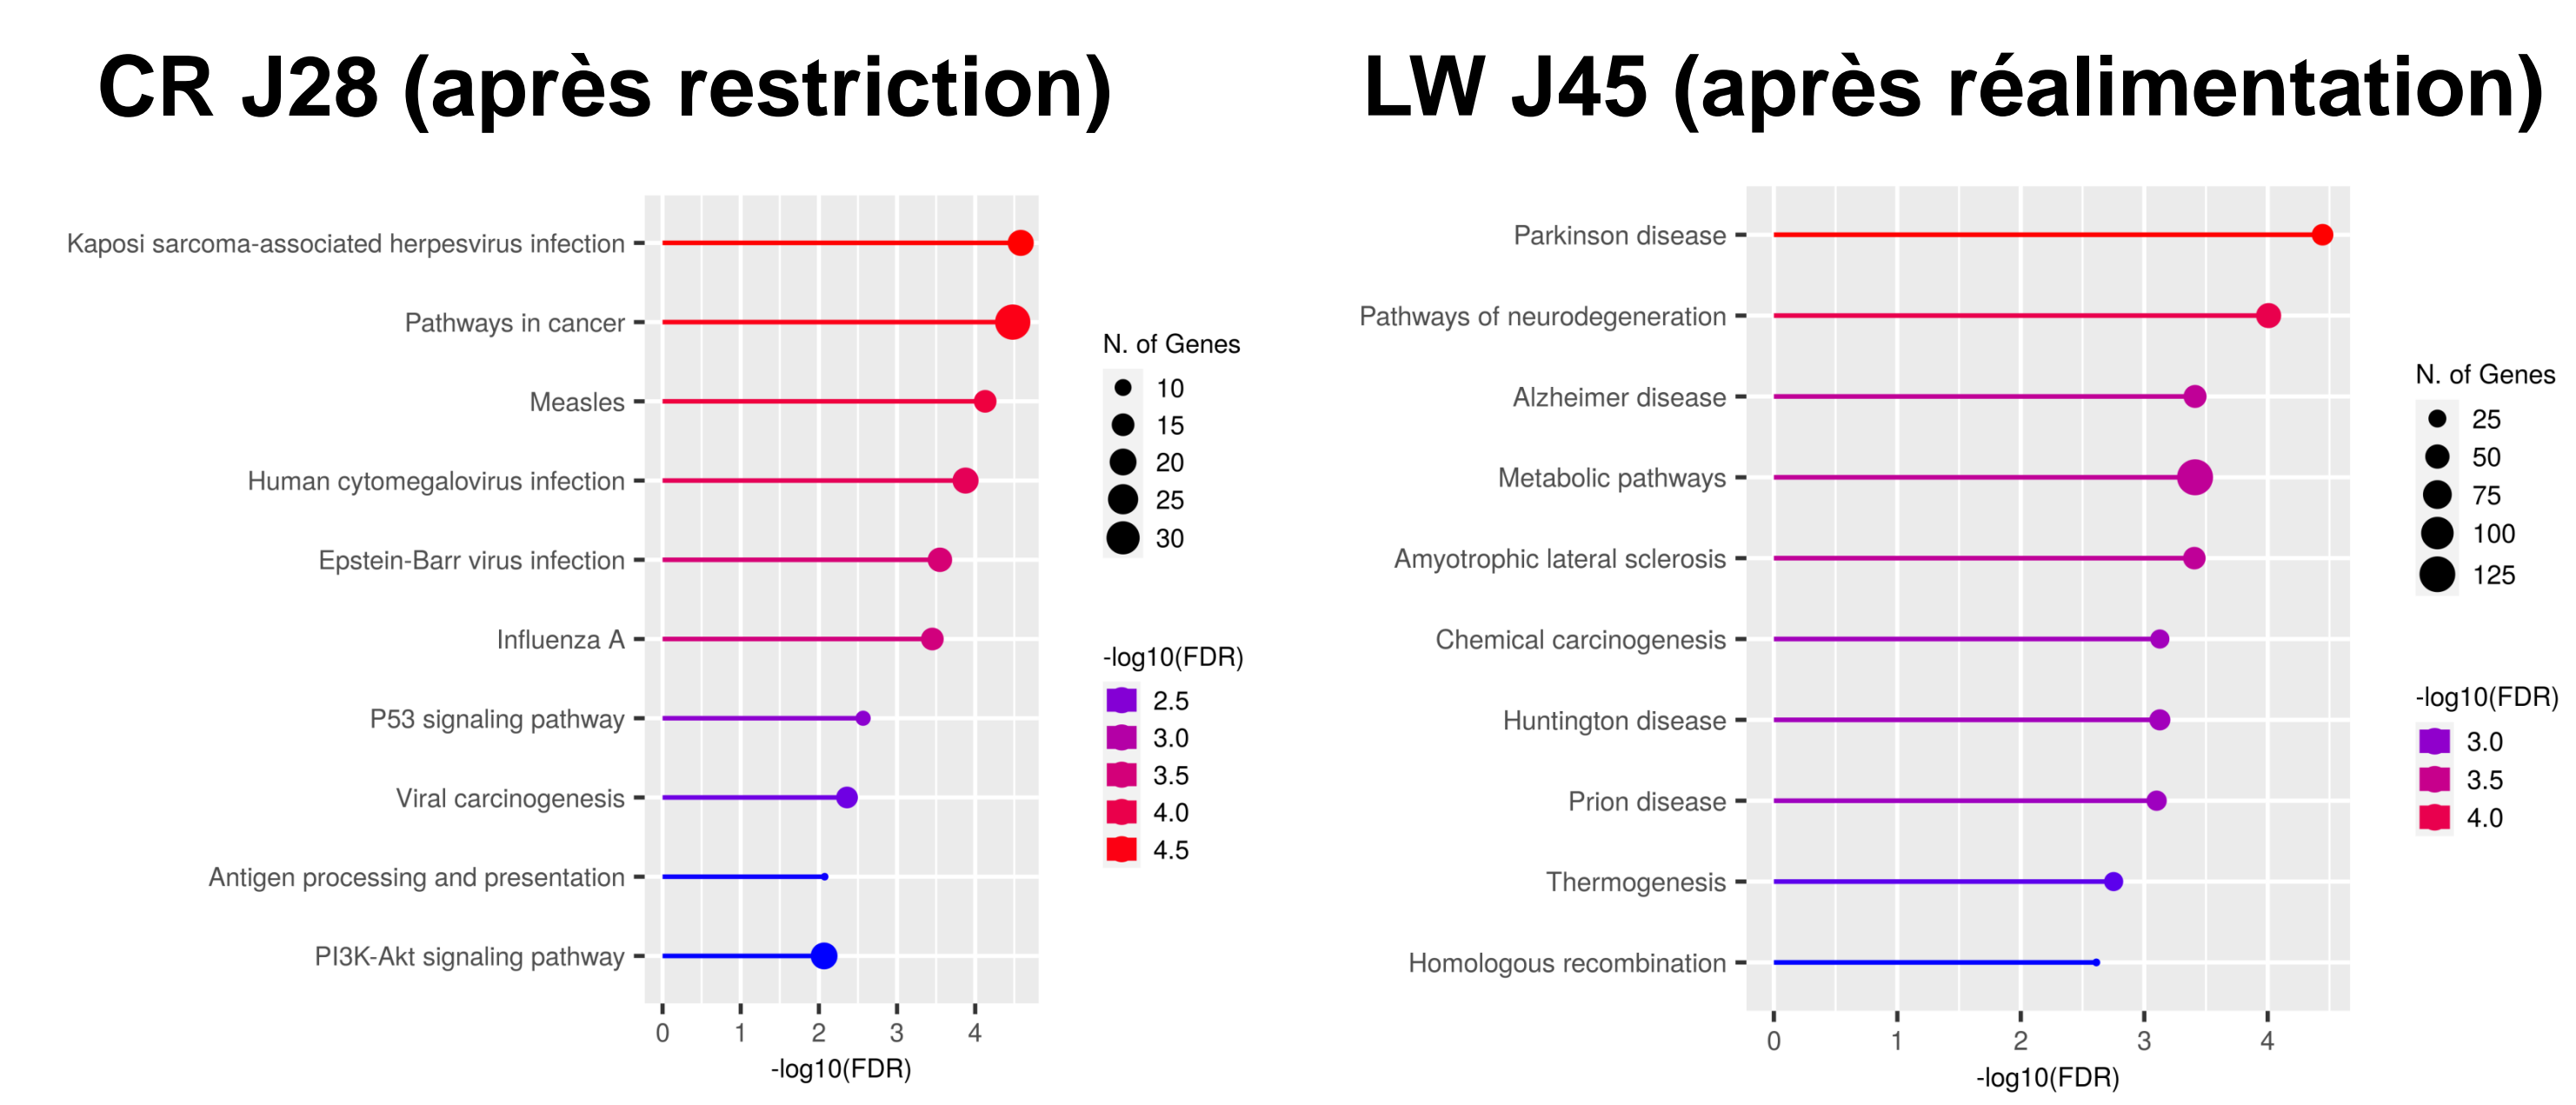 CR J28 (après restriction)
Kaposi sarcoma-associated herpesvirus infection
Pathways in cancer
Measles
Human cytomegalovirus infection
Epstein-Barr virus infection
Influenza A
P53 signaling pathway
Viral carcinogenesis
Antigen processing and presentation
PI3K-Akt signaling pathway
0 1 2 3 4
-log10(FDR)
N. of Genes
10
15
20
25
30
-log10(FDR)
2.5
3.0
3.5
4.0
4.5
LW J45 (après réalimentation)
Parkinson disease
Pathways of neurodegeneration
Alzheimer disease
Metabolic pathways
Amyotrophic lateral sclerosis
Chemical carcinogenesis
Huntington disease
Prion disease
Thermogenesis
Homologous recombination
0 1 2 3 4
-log10(FDR)
N. of Genes
25
50
75
100
125
-log10(FDR)
3.0
3.5
4.0